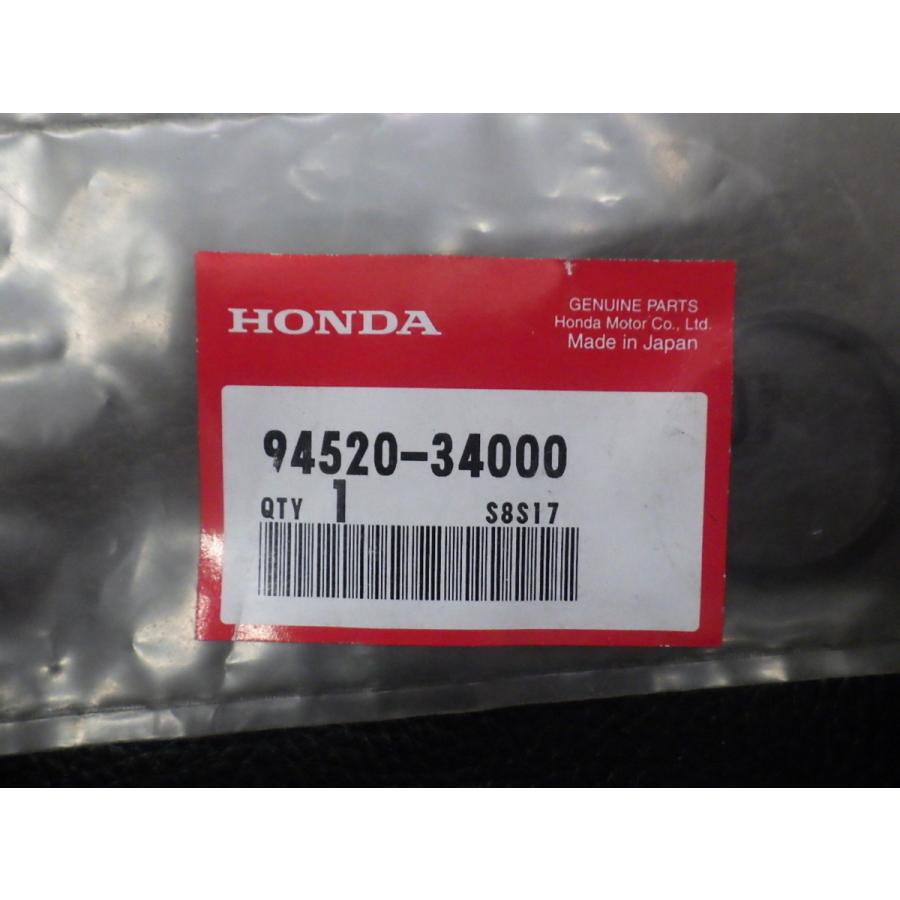 HONDA
GENUINE PARTS
Honda Motor Co., Ltd.
Made in Japan
94520-34000
QTY 1 S8S17